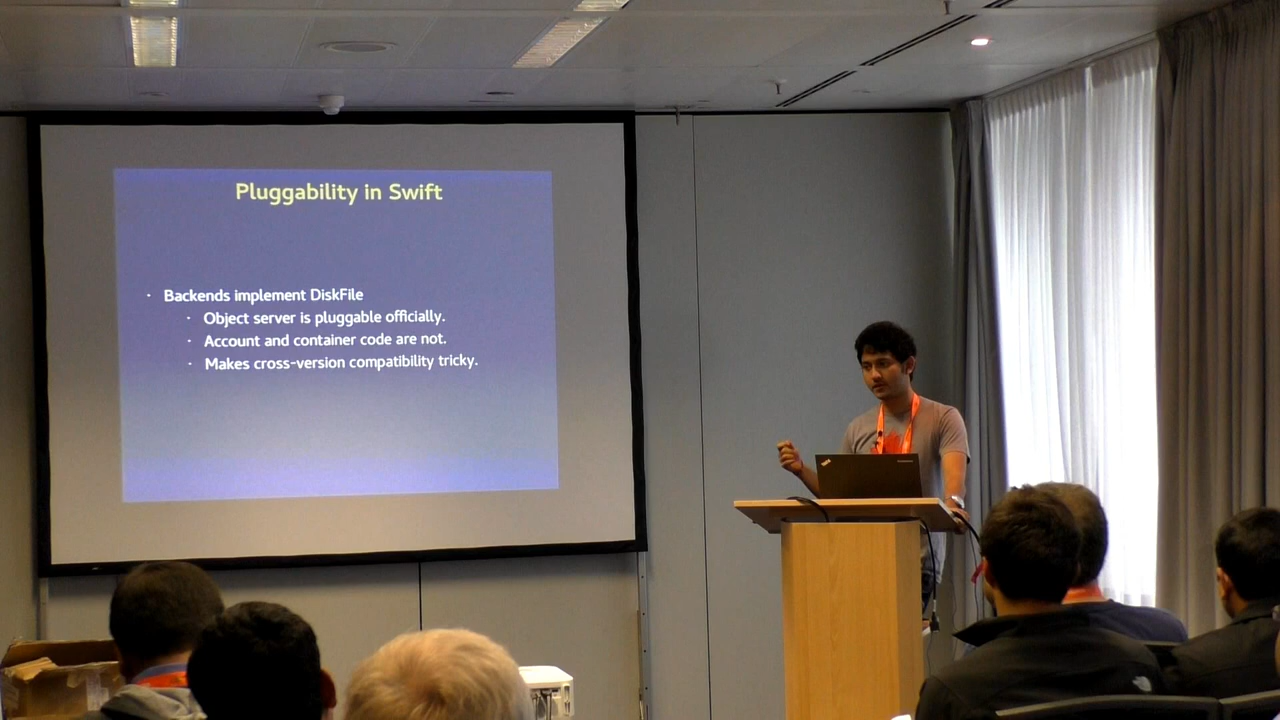 Pluggability in Swift
· Backends implement DiskFile
· Object server is pluggable officially.
· Account and container code are not.
· Makes cross-version compatibility tricky.